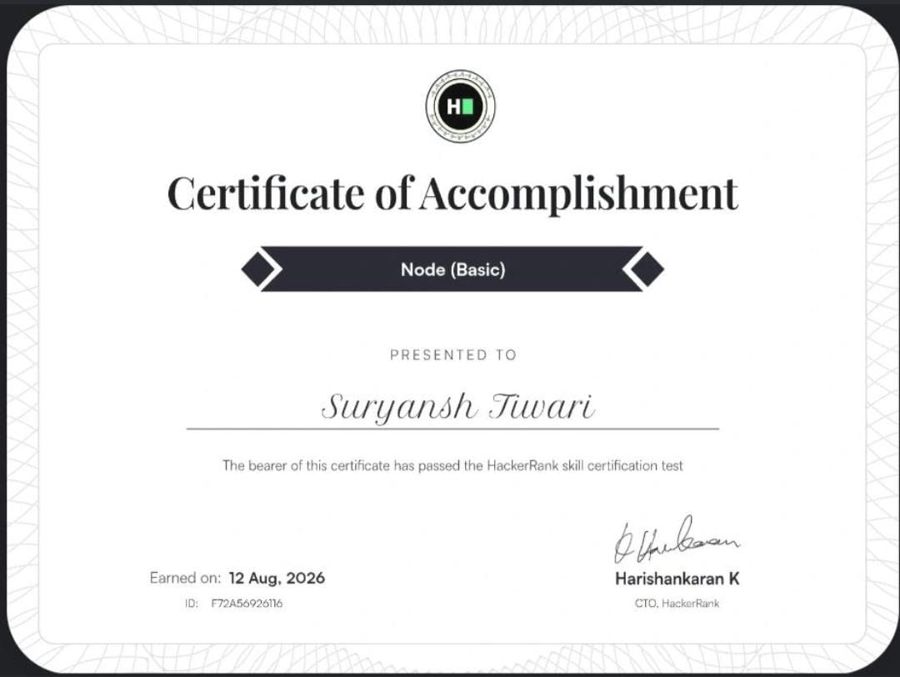 H
Certificate of Accomplishment
Node (Basic)
PRESENTED TO
Suryansh Tiwari
The bearer of this certificate has passed the HackerRank skill certification test
Earned on: 12 Aug, 2026
Harishankaran K
ID: F72A56926116
CTO, HackerRank